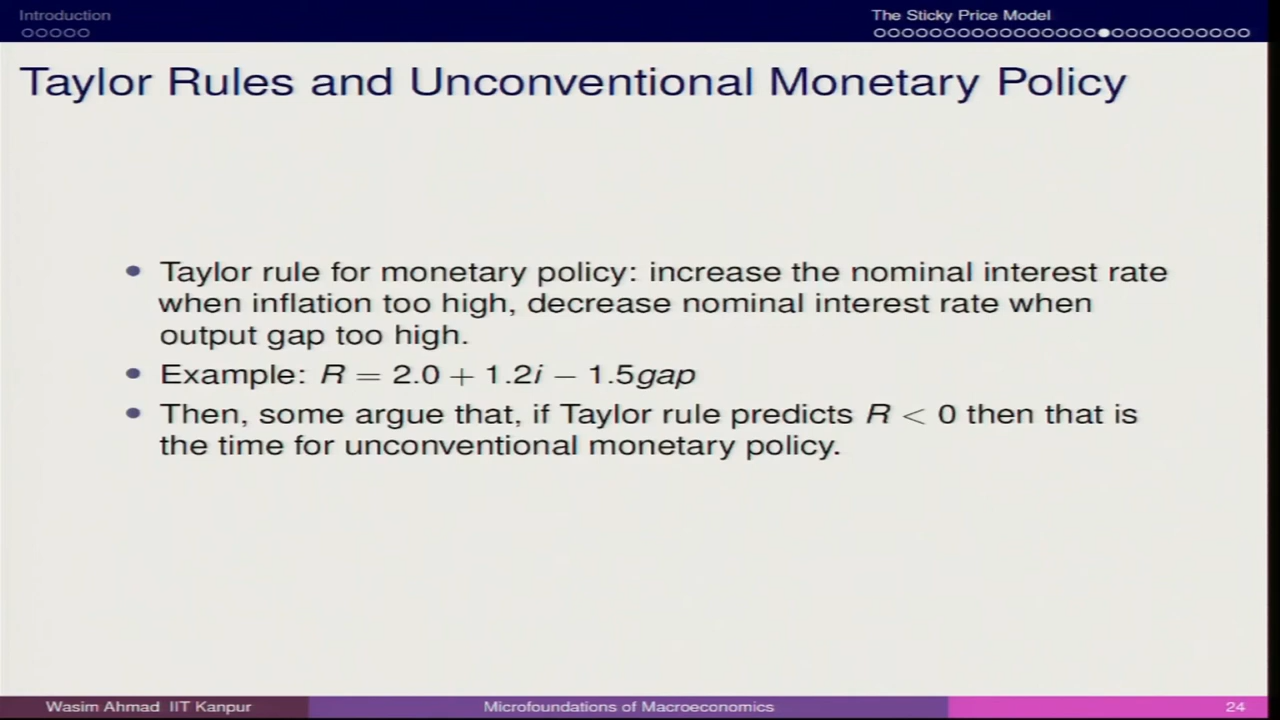 Introduction
The Sticky Price Model
Taylor Rules and Unconventional Monetary Policy
• Taylor rule for monetary policy: increase the nominal interest rate
when inflation too high, decrease nominal interest rate when
output gap too high.
• Example: R = 2.0 + 1.2i − 1.5gap
• Then, some argue that, if Taylor rule predicts R < 0 then that is
the time for unconventional monetary policy.
Wasim Ahmad IIT Kanpur
Microfoundations of Macroeconomics
24